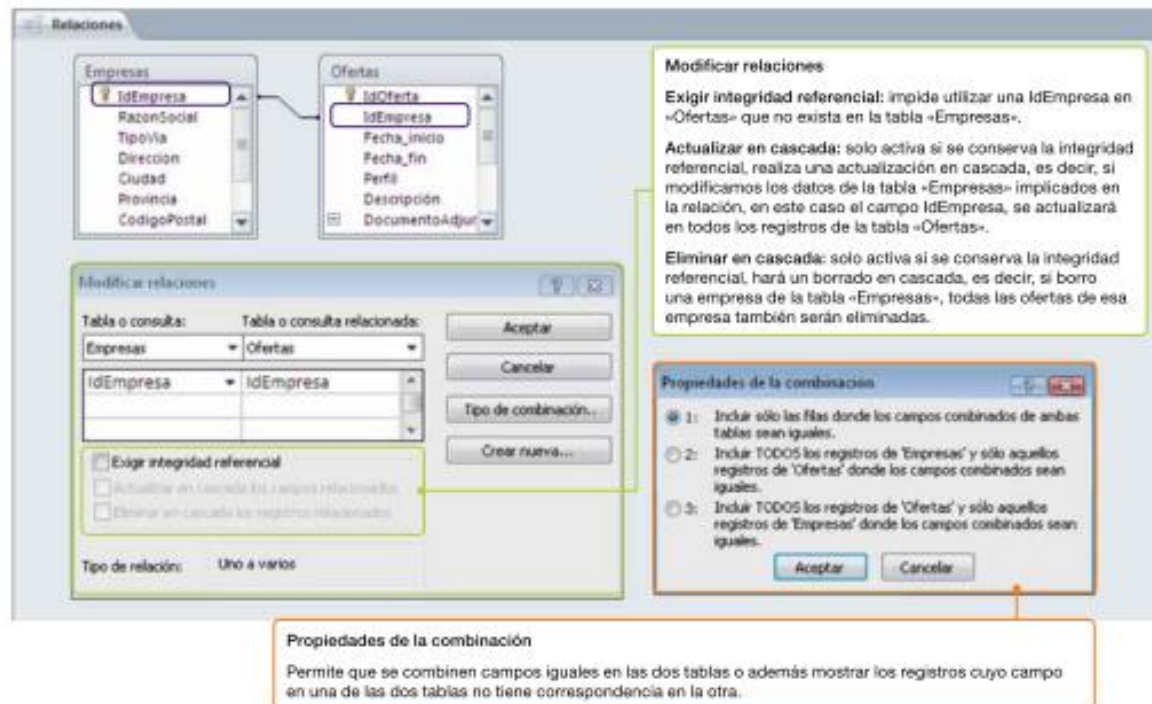 Relaciones
Empresas
IdEmpresa
RazonSocial
TipoVia
Direccion
Ciudad
Provincia
CodigoPostal
Ofertas
IdOferta
IdEmpresa
Fecha_inicio
Fecha_fin
Perfil
Descripción
DocumentoAdjur
Modificar relaciones
Exigir integridad referencial: impide utilizar una IdEmpresa en
«Ofertas» que no exista en la tabla «Empresas».
Actualizar en cascada: solo activa si se conserva la integridad
referencial, realiza una actualización en cascada, es decir, si
modificamos los datos de la tabla «Empresas» implicados en
la relación, en este caso el campo IdEmpresa, se actualizará
en todos los registros de la tabla «Ofertas».
Eliminar en cascada: solo activa si se conserva la integridad
referencial, hará un borrado en cascada, es decir, si borro
una empresa de la tabla «Empresas», todas las ofertas de esa
empresa también serán eliminadas.
Modificar relaciones
Tabla o consulta: Tabla o consulta relacionada:
Empresas Ofertas
IdEmpresa IdEmpresa
Exigir integridad referencial
Actualizar en cascada los campos relacionados
Eliminar en cascada los registros relacionados
Tipo de relación: Uno a varios
Aceptar
Cancelar
Tipo de combinación..
Crear nueva...
Propiedades de la combinación
1: Incluir sólo las filas donde los campos combinados de ambas
tablas sean iguales.
2: Incluir TODOS los registros de 'Empresas' y sólo aquellos
registros de 'Ofertas' donde los campos combinados sean
iguales.
3: Incluir TODOS los registros de 'Ofertas' y sólo aquellos
registros de 'Empresas' donde los campos combinados sean
iguales.
Aceptar Cancelar
Propiedades de la combinación
Permite que se combinen campos iguales en las dos tablas o además mostrar los registros cuyo campo
en una de las dos tablas no tiene correspondencia en la otra.